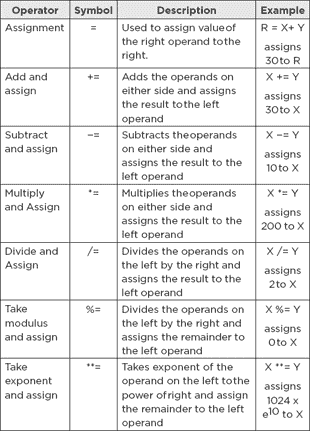 Operator Symbol Description Example
Assignment = Used to assign value of R = X+ Y
the right operand to the assigns
right. 30 to R
Add and += Adds the operands on X += Y
assign either side and assigns assigns
the result to the left 30 to X
operand
Subtract −= Subtracts the operands X −= Y
and assign on either side and assigns
assigns the result to the 10 to X
left operand
Multiply *= Multiplies the operands X *= Y
and Assign on either side and assigns
assigns the result to the 200 to X
left operand
Divide and /= Divides the operands on X /= Y
Assign the left by the right and assigns
assigns the result to the 2 to X
left operand
Take %= Divides the operands on X %= Y
modulus the left by the right and assigns
and assign assigns the remainder to 0 to X
the left operand
Take **= Takes exponent of the X **= Y
exponent operand on the left to the assigns
and assign power of right and assign 1024 x
the remainder to the left e10 to X
operand